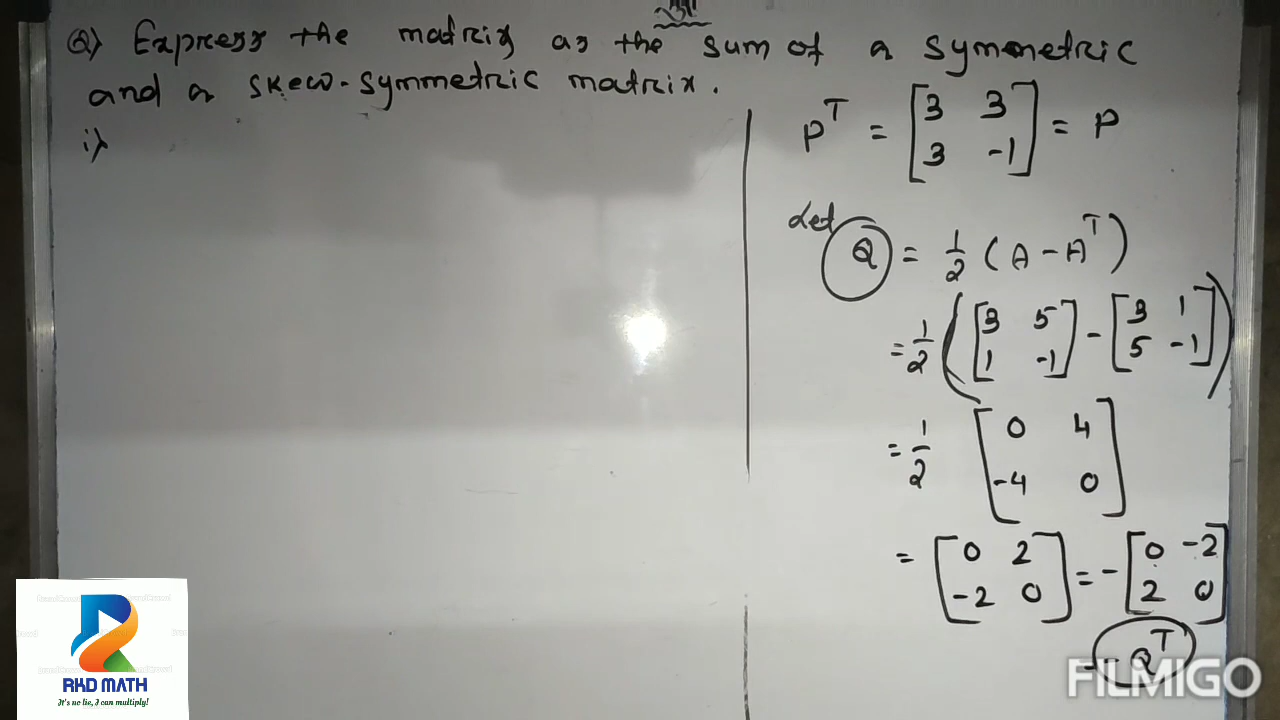 Q) Express the matrix as the sum of a symmetric
and a skew-symmetric matrix.
i)
P^T = [3 3; 3 -1] = P
Let Q = 1/2 (A - A^T)
= 1/2 ([3 5; 1 -1] - [3 1; 5 -1])
= 1/2 [0 4; -4 0]
= [0 2; -2 0] = - [0 -2; 2 0]
- Q^T
RKD MATH
It's no lie, I can multiply!
FILMIGO